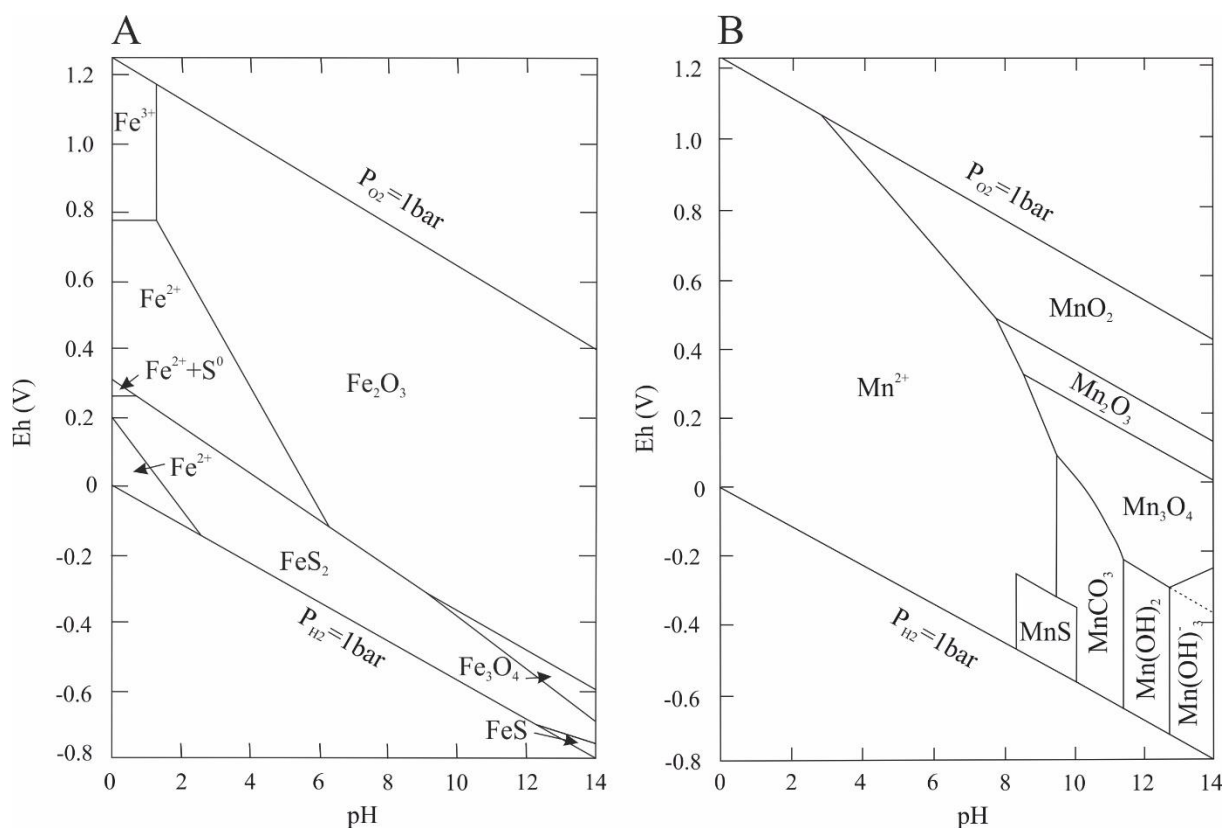 A
1.2
1.0
0.8
0.6
0.4
0.2
0
-0.2
-0.4
-0.6
-0.8
Eh (V)
Fe³⁺
Fe²⁺
Fe²⁺+S⁰
Fe²⁺
Fe₂O₃
FeS₂
Fe₃O₄
FeS
P_O2=1bar
P_H2=1bar
0 2 4 6 8 10 12 14
pH
B
1.2
1.0
0.8
0.6
0.4
0.2
0
-0.2
-0.4
-0.6
-0.8
Eh (V)
P_O2=1bar
MnO₂
Mn²⁺
Mn₂O₃
Mn₃O₄
MnS
MnCO₃
Mn(OH)₂
Mn(OH)₃⁻
P_H2=1bar
0 2 4 6 8 10 12 14
pH